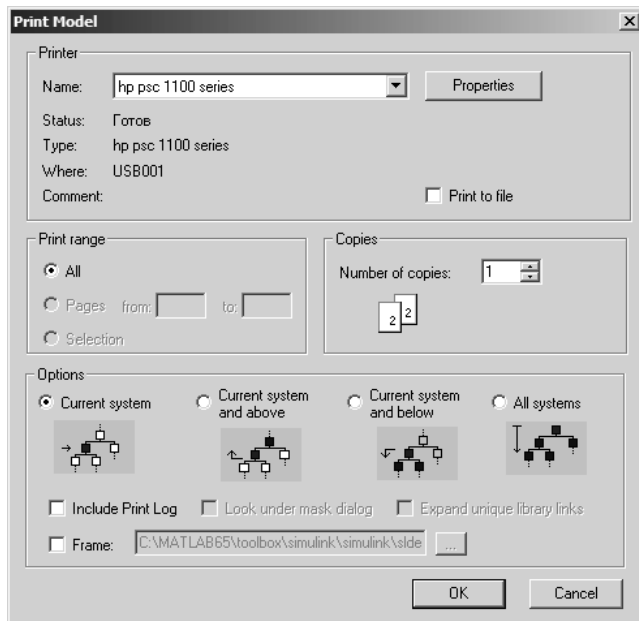 Print Model
Printer
Name: hp psc 1100 series Properties
Status: Готов
Type: hp psc 1100 series
Where: USB001
Comment: Print to file
Print range
All
Pages from: to:
Selection
Copies
Number of copies: 1
2 2
Options
Current system
Current system and above
Current system and below
All systems
Include Print Log Look under mask dialog Expand unique library links
Frame: C:\MATLAB65\toolbox\simulink\simulink\slde ...
OK Cancel